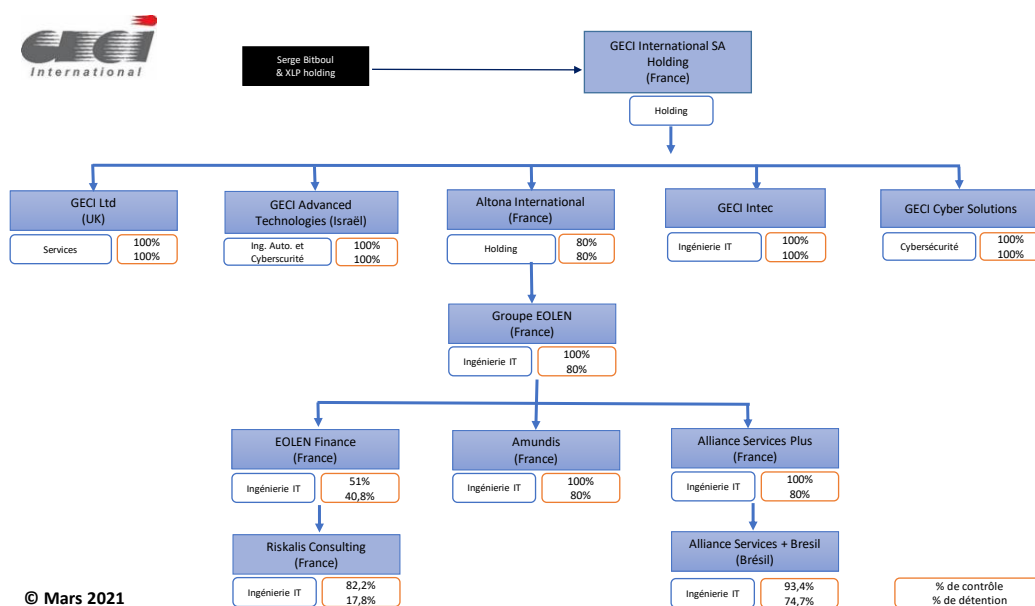 GECI
International
Serge Bitboul
& XLP holding
GECI International SA
Holding
(France)
Holding
GECI Ltd
(UK)
Services
100%
100%
GECI Advanced
Technologies (Israël)
Ing. Auto. et
Cyberscurité
100%
100%
Altona International
(France)
Holding
80%
80%
GECI Intec
Ingénierie IT
100%
100%
GECI Cyber Solutions
Cybersécurité
100%
100%
Groupe EOLEN
(France)
Ingénierie IT
100%
80%
EOLEN Finance
(France)
Ingénierie IT
51%
40,8%
Amundis
(France)
Ingénierie IT
100%
80%
Alliance Services Plus
(France)
Ingénierie IT
100%
80%
Riskalis Consulting
(France)
Ingénierie IT
82,2%
17,8%
Alliance Services + Bresil
(Brésil)
Ingénierie IT
93,4%
74,7%
© Mars 2021
% de contrôle
% de détention